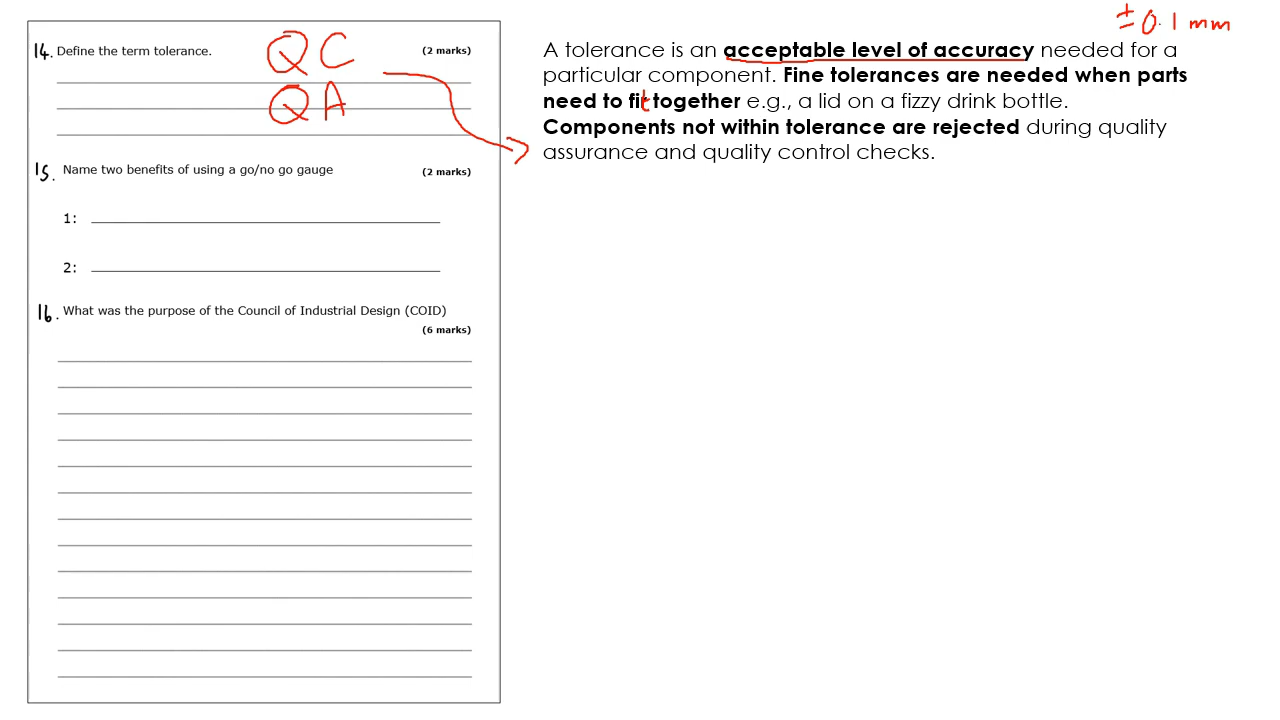 14. Define the term tolerance. (2 marks)
QC
QA
15. Name two benefits of using a go/no go gauge (2 marks)
1:
2:
16. What was the purpose of the Council of Industrial Design (COID)
(6 marks)
± 0.1 mm
A tolerance is an acceptable level of accuracy needed for a
particular component. Fine tolerances are needed when parts
need to fit together e.g., a lid on a fizzy drink bottle.
Components not within tolerance are rejected during quality
assurance and quality control checks.